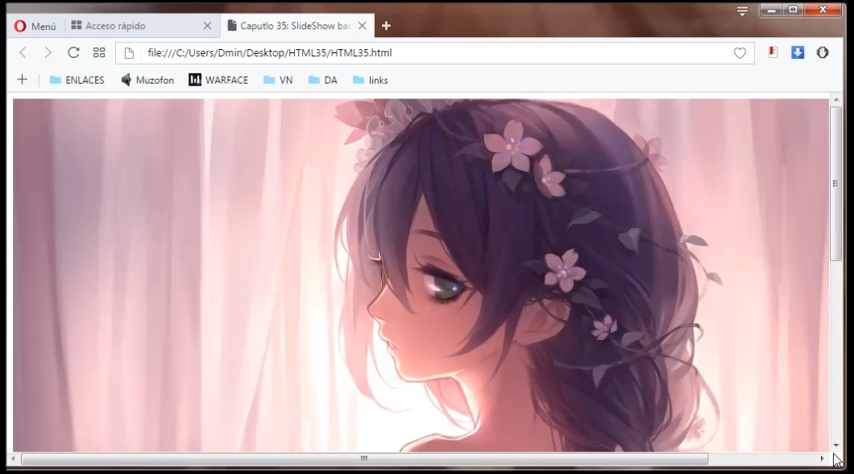 Menú
Acceso rápido
Caputlo 35: SlideShow bas
file:///C:/Users/Dmin/Desktop/HTML35/HTML35.html
ENLACES
Muzofon
WARFACE
VN
DA
links